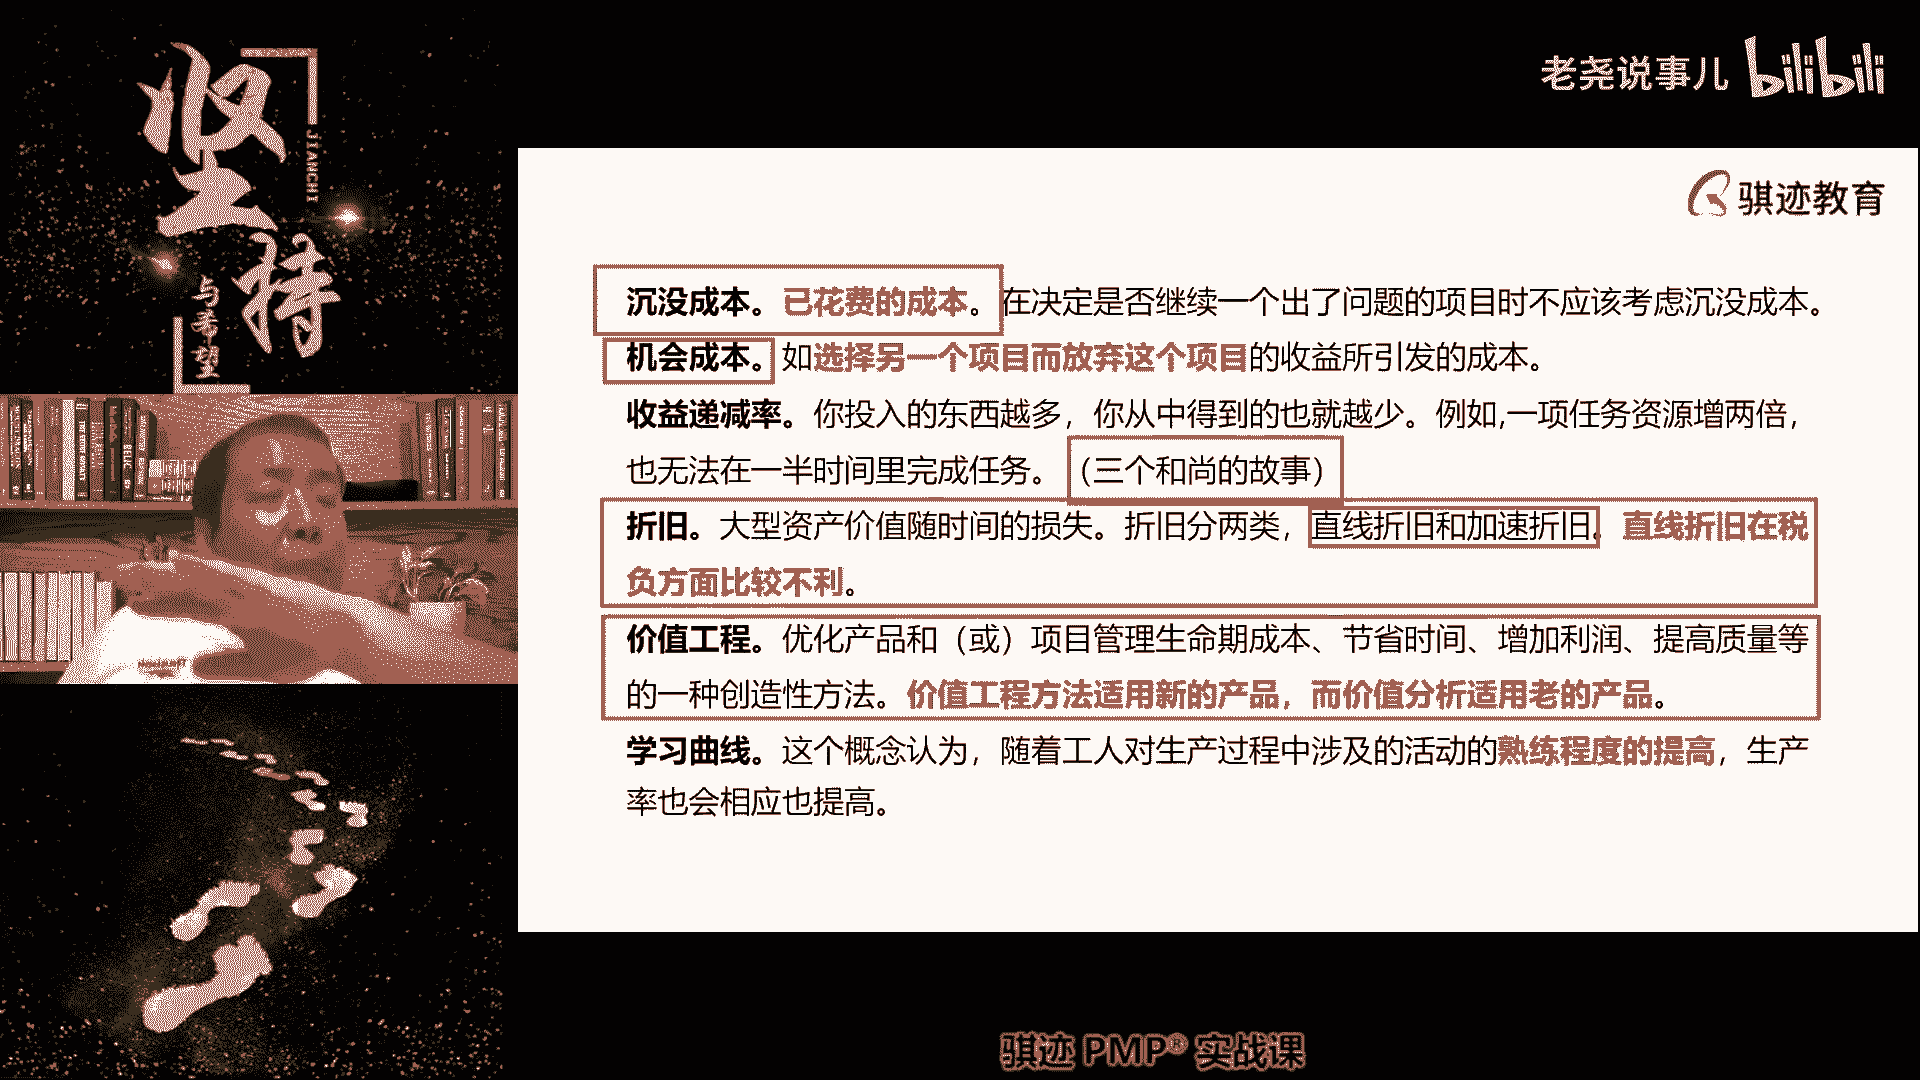 坚持
JIANCHI
与希望
老尧说事儿 bilibili
骐迹教育
沉没成本。已花费的成本。在决定是否继续一个出了问题的项目时不应该考虑沉没成本。
机会成本。如选择另一个项目而放弃这个项目的收益所引发的成本。
收益递减率。你投入的东西越多，你从中得到的也就越少。例如,一项任务资源增两倍，
也无法在一半时间里完成任务。（三个和尚的故事）
折旧。大型资产价值随时间的损失。折旧分两类，直线折旧和加速折旧。直线折旧在税
负方面比较不利。
价值工程。优化产品和（或）项目管理生命期成本、节省时间、增加利润、提高质量等
的一种创造性方法。价值工程方法适用新的产品，而价值分析适用老的产品。
学习曲线。这个概念认为，随着工人对生产过程中涉及的活动的熟练程度的提高，生产
率也会相应也提高。
骐迹 PMP® 实战课